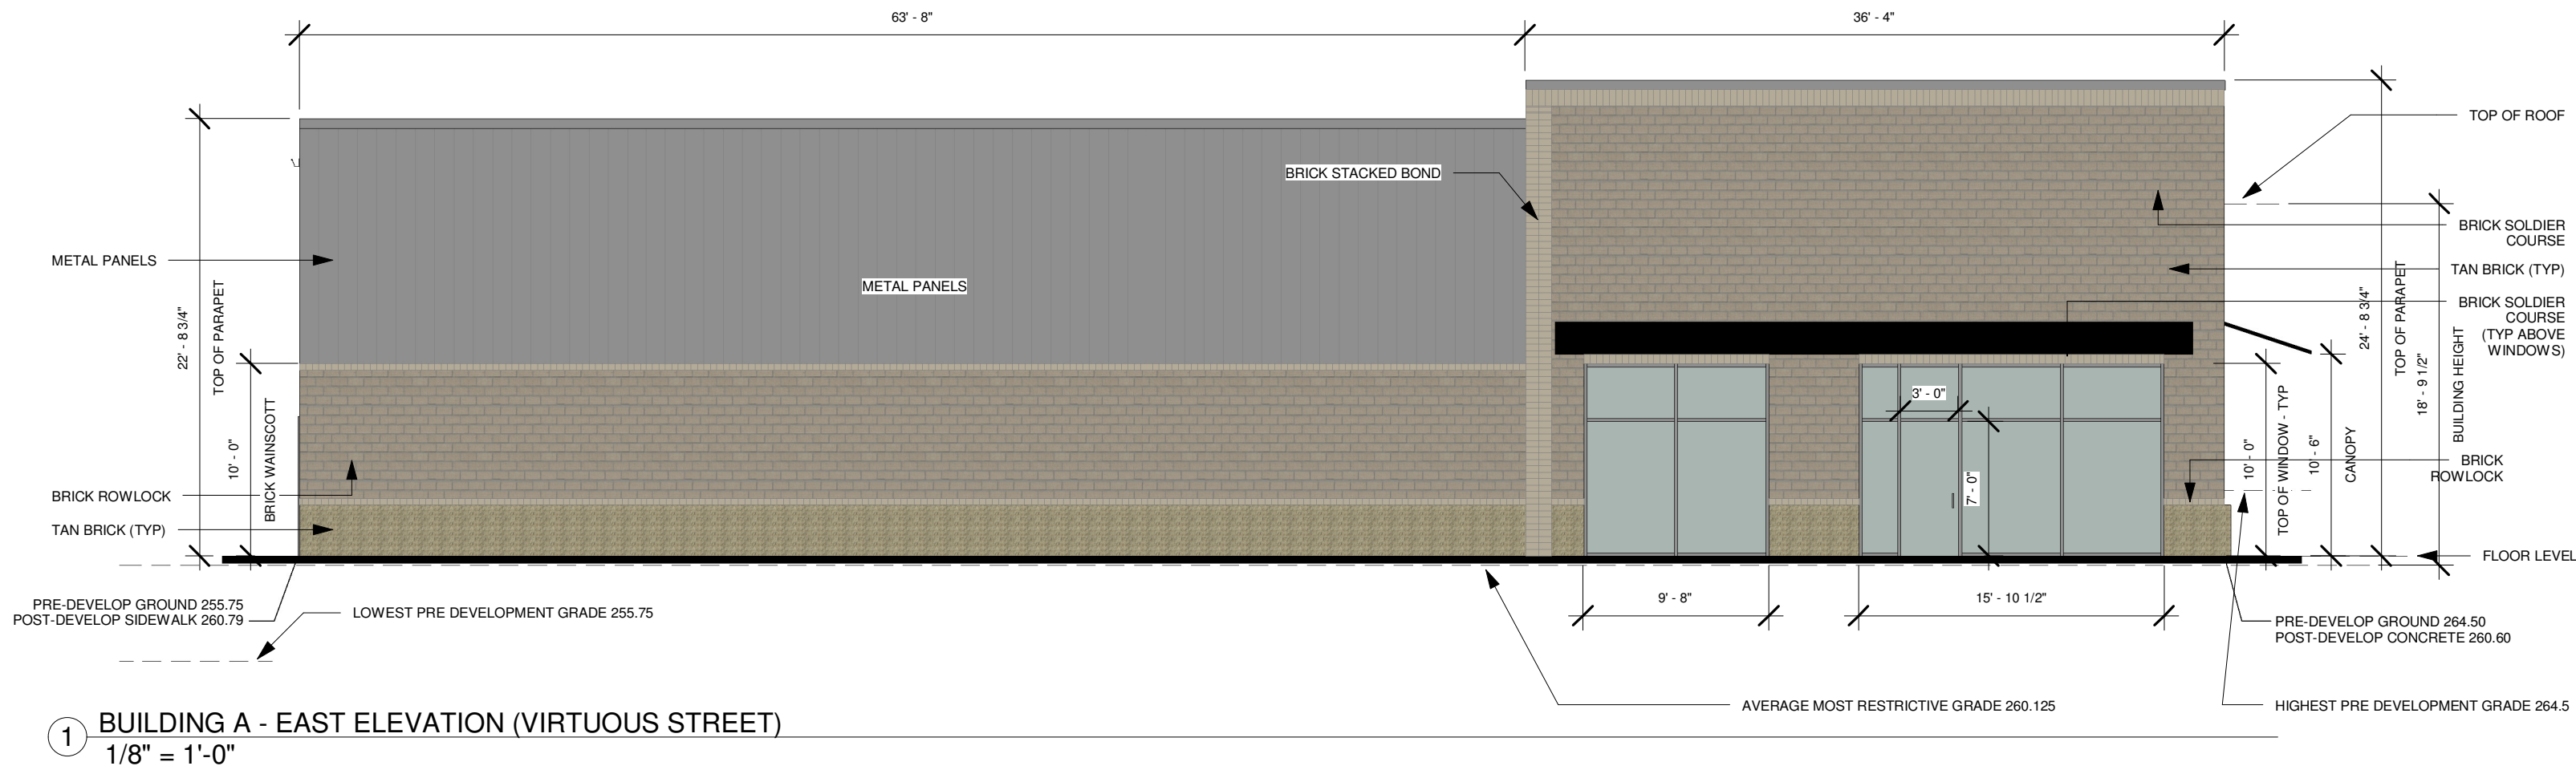 63' - 8"
36' - 4"
TOP OF ROOF
BRICK STACKED BOND
BRICK SOLDIER
COURSE
METAL PANELS
TAN BRICK (TYP)
METAL PANELS
BRICK SOLDIER
COURSE
(TYP ABOVE
WINDOWS)
22' - 8 3/4"
TOP OF PARAPET
24' - 8 3/4"
TOP OF PARAPET
18' - 9 1/2"
BUILDING HEIGHT
3' - 0"
7' - 0"
10' - 0"
BRICK WAINSCOTT
10' - 0"
TOP OF WINDOW - TYP
10' - 6"
CANOPY
BRICK
ROWLOCK
BRICK ROWLOCK
TAN BRICK (TYP)
FLOOR LEVEL
9' - 8"
15' - 10 1/2"
PRE-DEVELOP GROUND 255.75
POST-DEVELOP SIDEWALK 260.79
LOWEST PRE DEVELOPMENT GRADE 255.75
PRE-DEVELOP GROUND 264.50
POST-DEVELOP CONCRETE 260.60
AVERAGE MOST RESTRICTIVE GRADE 260.125
HIGHEST PRE DEVELOPMENT GRADE 264.5
1 BUILDING A - EAST ELEVATION (VIRTUOUS STREET)
1/8" = 1'-0"